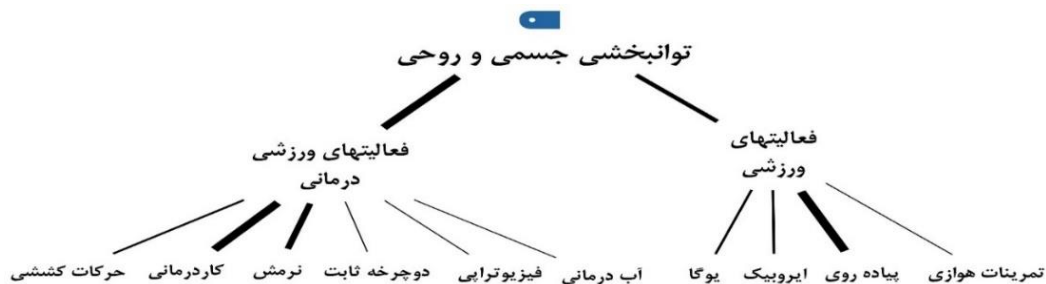 توانبخشی جسمی و روحی
فعالیتهای
ورزشی
فعالیتهای ورزشی
درمانی
تمرینات هوازی
پیاده روی
ایروبیک
یوگا
آب درمانی
فیزیوتراپی
دوچرخه ثابت
نرمش
کاردرمانی
حرکات کششی